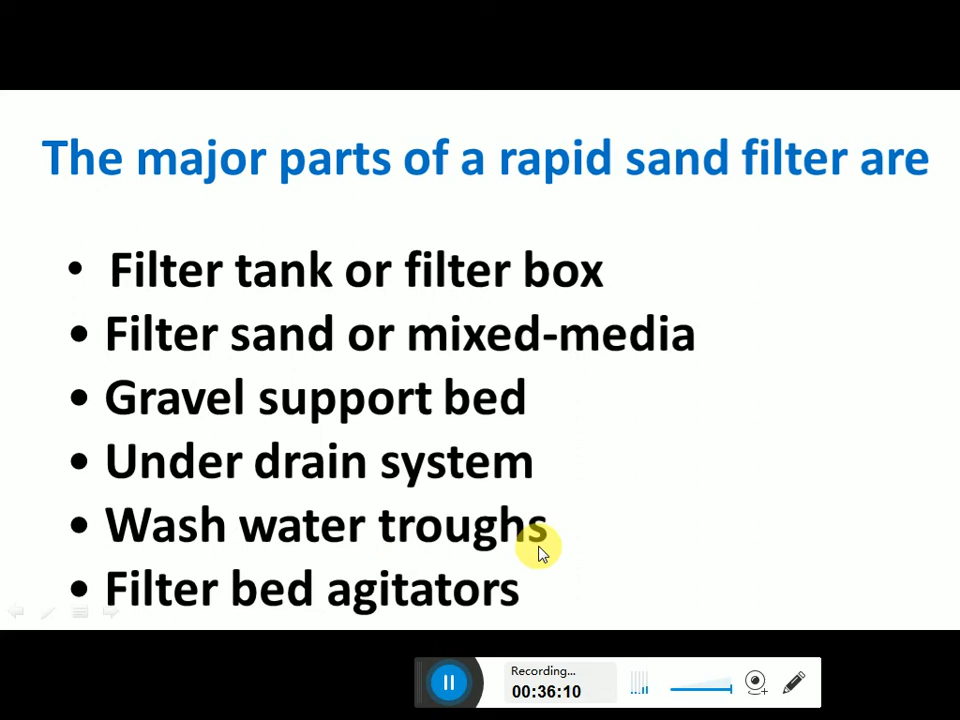 The major parts of a rapid sand filter are
• Filter tank or filter box
• Filter sand or mixed-media
• Gravel support bed
• Under drain system
• Wash water troughs
• Filter bed agitators
Recording...
00:36:10